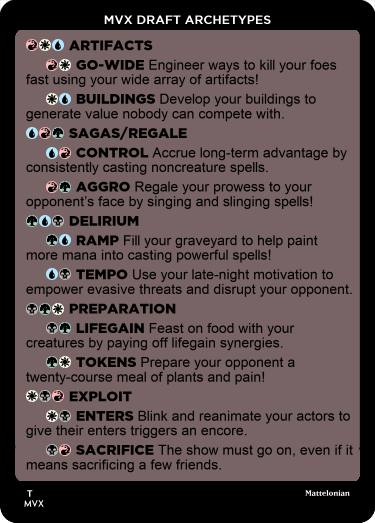 MVX DRAFT ARCHETYPES
ARTIFACTS
GO-WIDE Engineer ways to kill your foes
fast using your wide array of artifacts!
BUILDINGS Develop your buildings to
generate value nobody can compete with.
SAGAS/REGALE
CONTROL Accrue long-term advantage by
consistently casting noncreature spells.
AGGRO Regale your prowess to your
opponent's face by singing and slinging spells!
DELIRIUM
RAMP Fill your graveyard to help paint
more mana into casting powerful spells!
TEMPO Use your late-night motivation to
empower evasive threats and disrupt your opponent.
PREPARATION
LIFEGAIN Feast on food with your
creatures by paying off lifegain synergies.
TOKENS Prepare your opponent a
twenty-course meal of plants and pain!
EXPLOIT
ENTERS Blink and reanimate your actors to
give their enters triggers an encore.
SACRIFICE The show must go on, even if it
means sacrificing a few friends.
T
MVX
Mattelonian